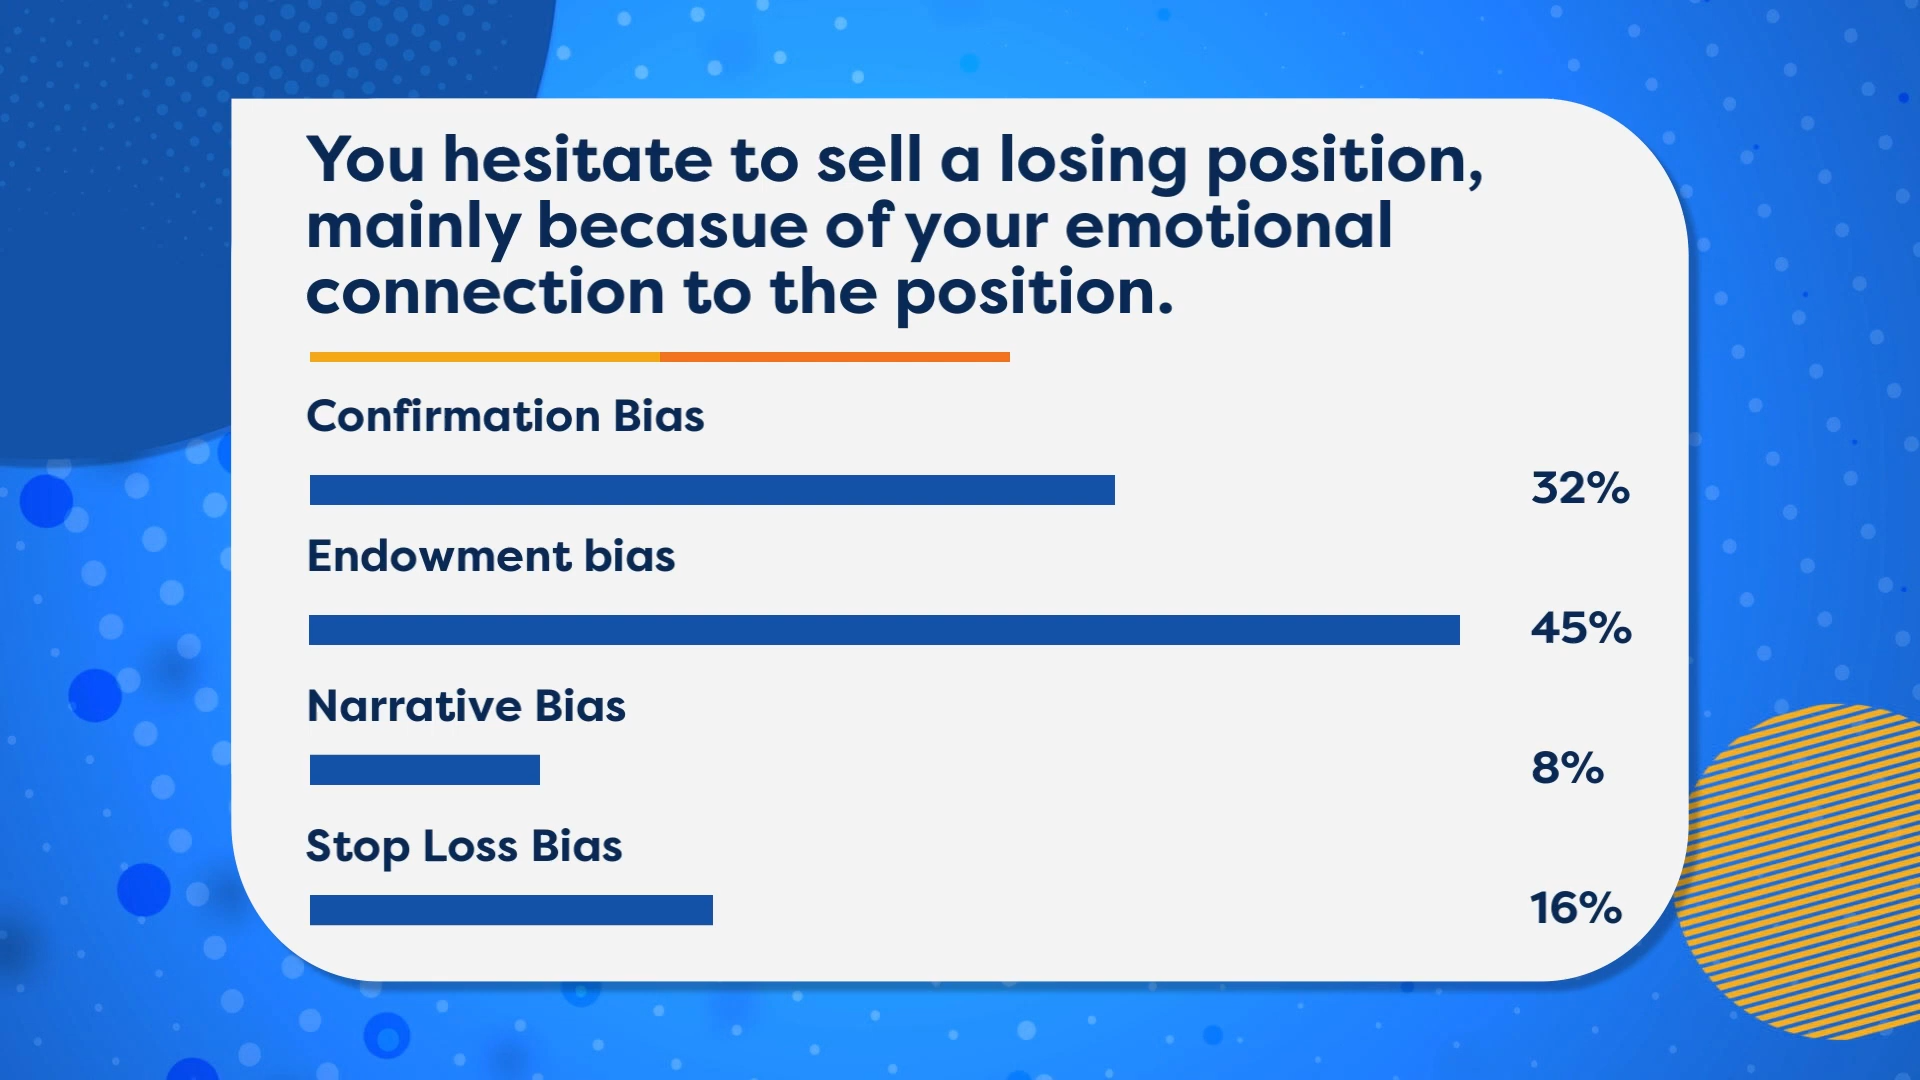 You hesitate to sell a losing position,
mainly becasue of your emotional
connection to the position.
Confirmation Bias
32%
Endowment bias
45%
Narrative Bias
8%
Stop Loss Bias
16%